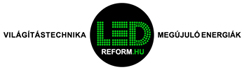 VILÁGÍTÁSTECHNIKA LED MEGÚJULÓ ENERGIÁK
REFORM.HU